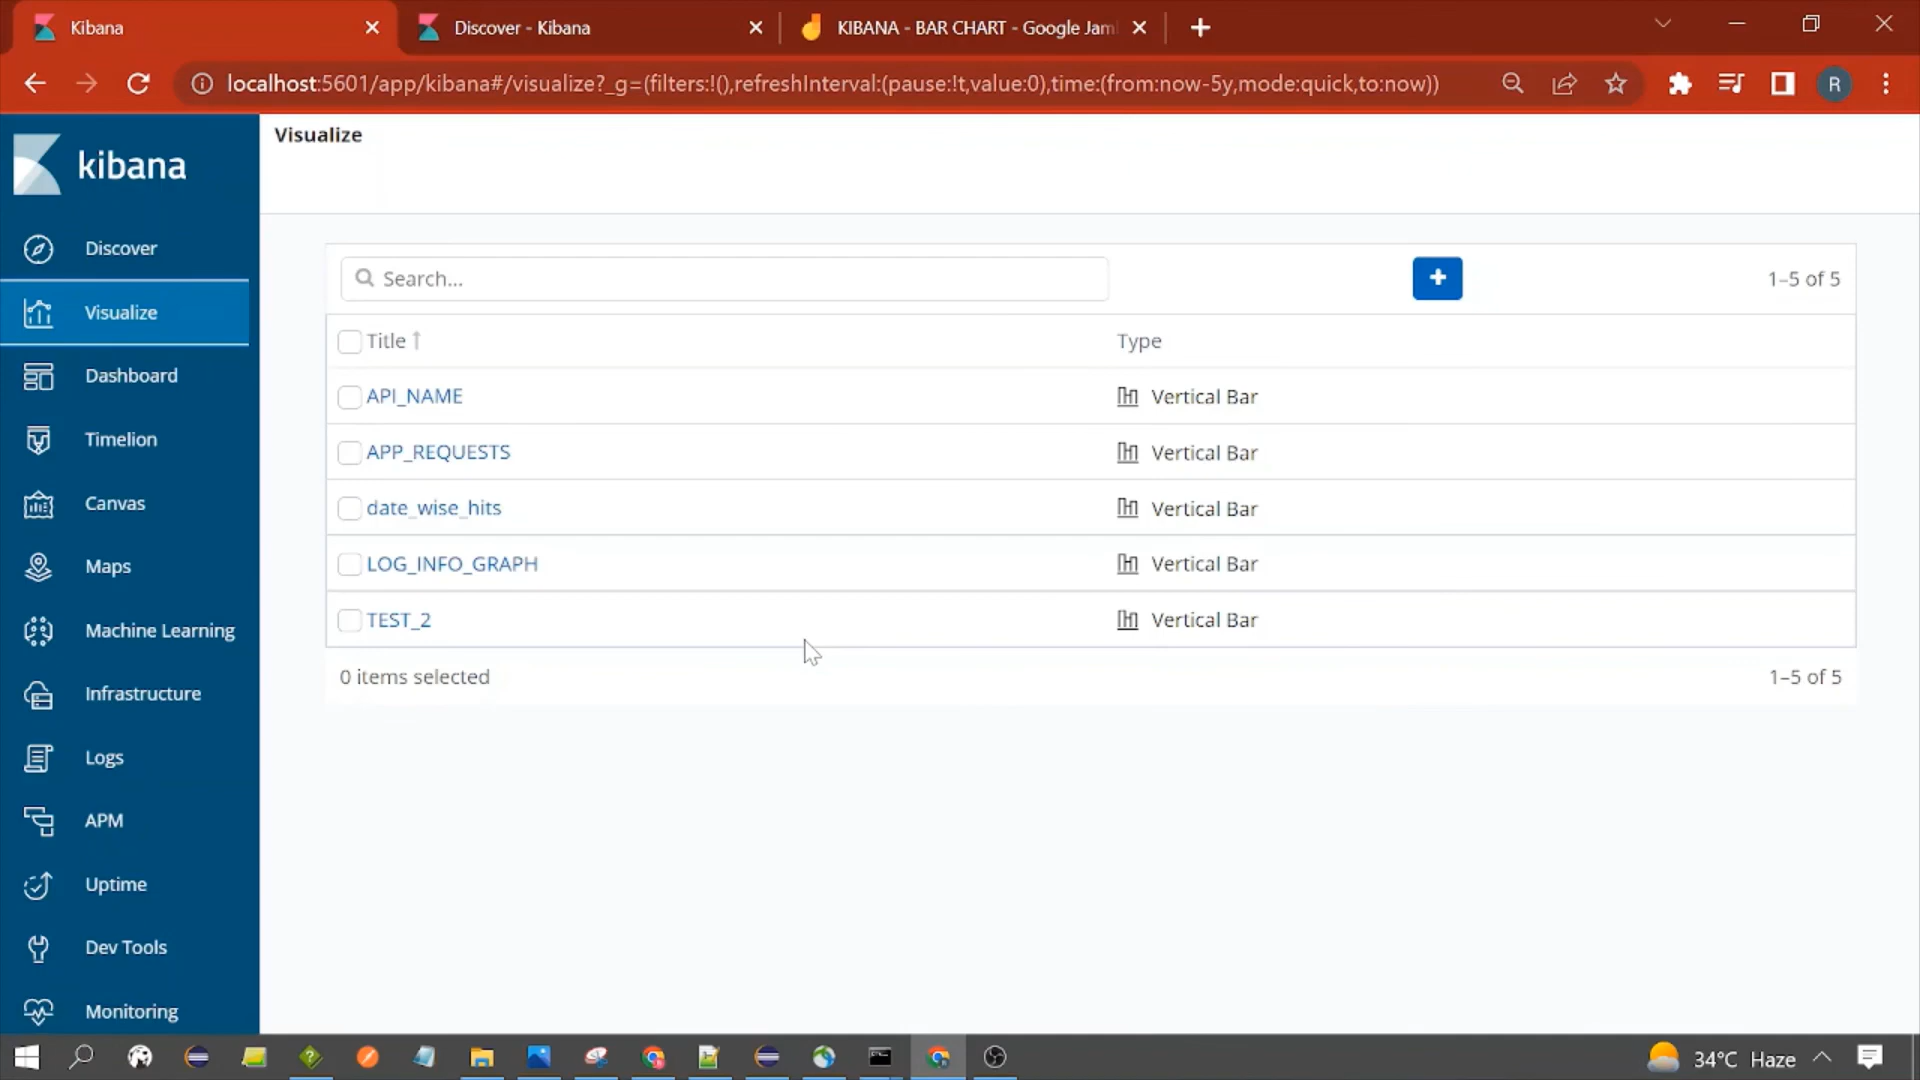 Kibana
Discover - Kibana
KIBANA - BAR CHART - Google Jam
localhost:5601/app/kibana#/visualize?_g=(filters:!(),refreshInterval:(pause:!t,value:0),time:(from:now-5y,mode:quick,to:now))
R
kibana
Visualize
Discover
Visualize
Dashboard
Timelion
Canvas
Maps
Machine Learning
Infrastructure
Logs
APM
Uptime
Dev Tools
Monitoring
Search...
1–5 of 5
Title
Type
API_NAME
Vertical Bar
APP_REQUESTS
Vertical Bar
date_wise_hits
Vertical Bar
LOG_INFO_GRAPH
Vertical Bar
TEST_2
Vertical Bar
0 items selected
1–5 of 5
34°C Haze